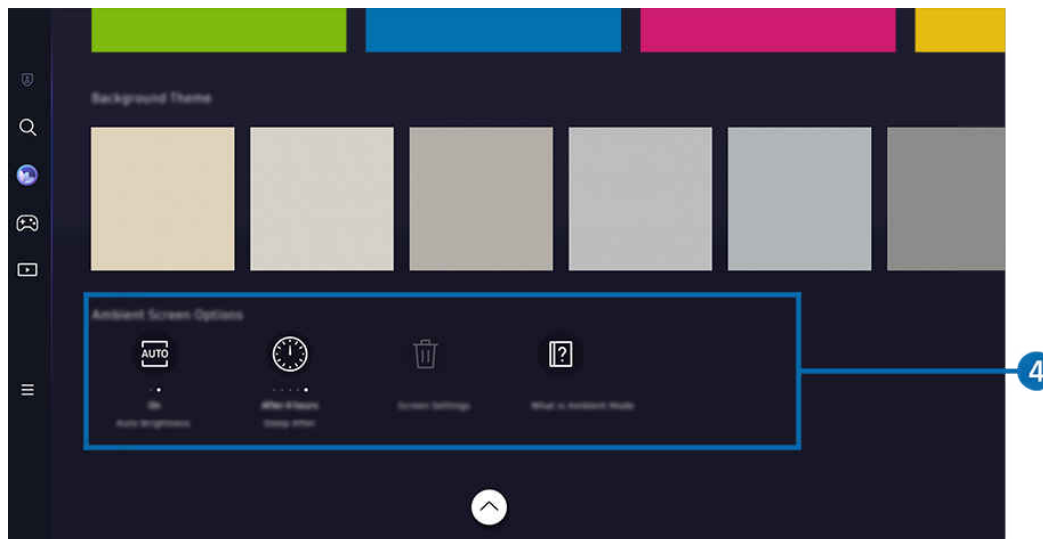 Background Theme
Ambient Screen Options
AUTO
On
After 8 hours
Screen Settings
What is Ambient Mode
Auto Brightness
Sleep After
4